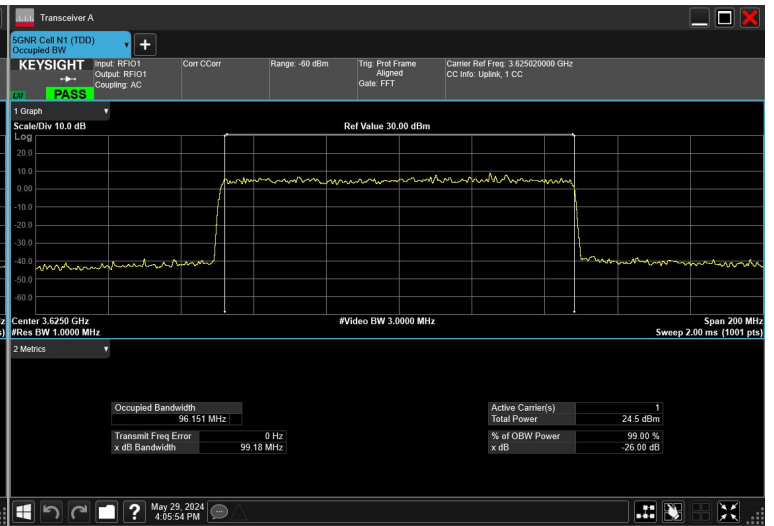 Transceiver A
5GNR Cell N1 (TDD)
Occupied BW
+
KEYSIGHT
LXI
PASS
Input: RFIO1
Output: RFIO1
Coupling: AC
Corr CCorr
Range: -60 dBm
Trig: Prot Frame
Aligned
Gate: FFT
Carrier Ref Freq: 3.625020000 GHz
CC Info: Uplink, 1 CC
1 Graph
Scale/Div 10.0 dB
Ref Value 30.00 dBm
Log
20.0
10.0
0.00
-10.0
-20.0
-30.0
-40.0
-50.0
-60.0
Center 3.6250 GHz
#Video BW 3.0000 MHz
Span 200 MHz
#Res BW 1.0000 MHz
Sweep 2.00 ms (1001 pts)
2 Metrics
Occupied Bandwidth
96.151 MHz
Transmit Freq Error 0 Hz
x dB Bandwidth 99.18 MHz
Active Carrier(s) 1
Total Power 24.5 dBm
% of OBW Power 99.00 %
x dB -26.00 dB
?
May 29, 2024
4:05:54 PM